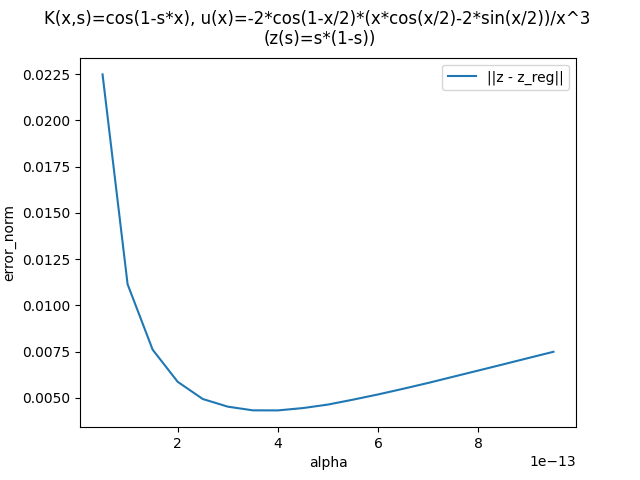 K(x,s)=cos(1-s*x), u(x)=-2*cos(1-x/2)*(x*cos(x/2)-2*sin(x/2))/x^3
(z(s)=s*(1-s))
||z - z_reg||
0.0225
0.0200
0.0175
0.0150
0.0125
0.0100
0.0075
0.0050
error_norm
2 4 6 8
alpha
1e−13